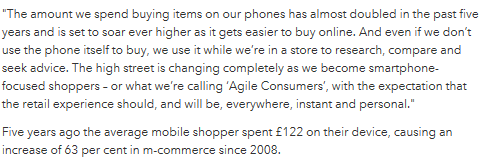 "The amount we spend buying items on our phones has almost doubled in the past five
years and is set to soar ever higher as it gets easier to buy online. And even if we don’t
use the phone itself to buy, we use it while we’re in a store to research, compare and
seek advice. The high street is changing completely as we become smartphone-
focused shoppers – or what we’re calling ‘Agile Consumers’, with the expectation that
the retail experience should, and will be, everywhere, instant and personal."
Five years ago the average mobile shopper spent £122 on their device, causing an
increase of 63 per cent in m-commerce since 2008.